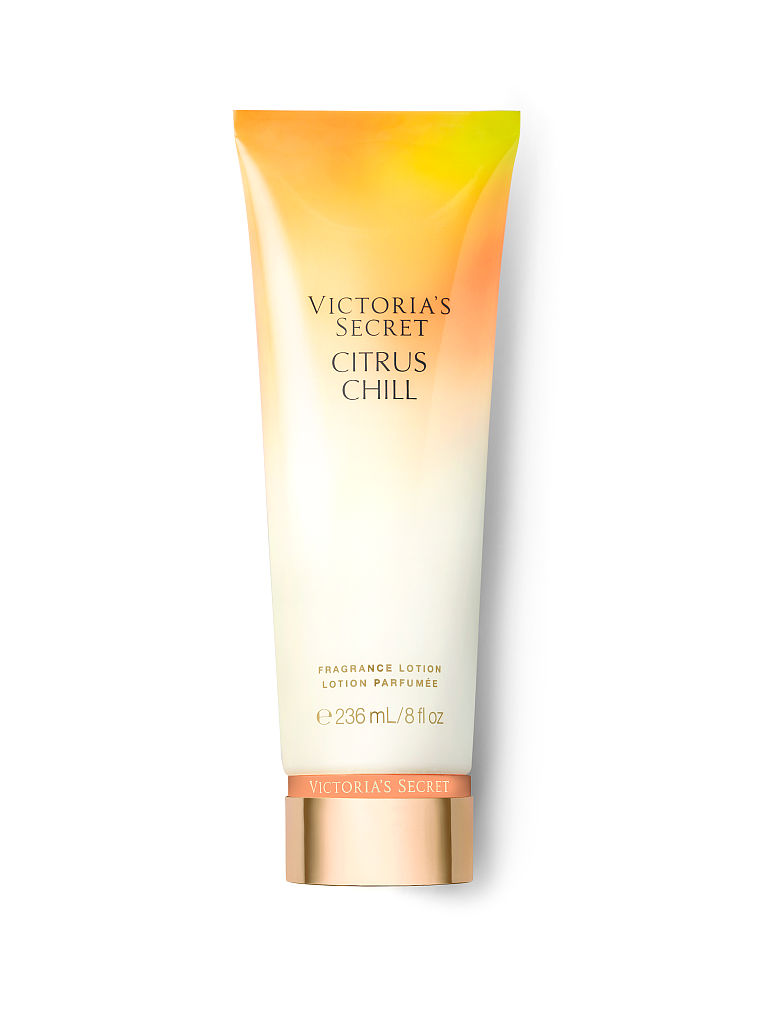 VICTORIA'S
SECRET
CITRUS
CHILL
FRAGRANCE LOTION
LOTION PARFUMÉE
℮ 236 mL/8 fl oz
VICTORIA'S SECRET